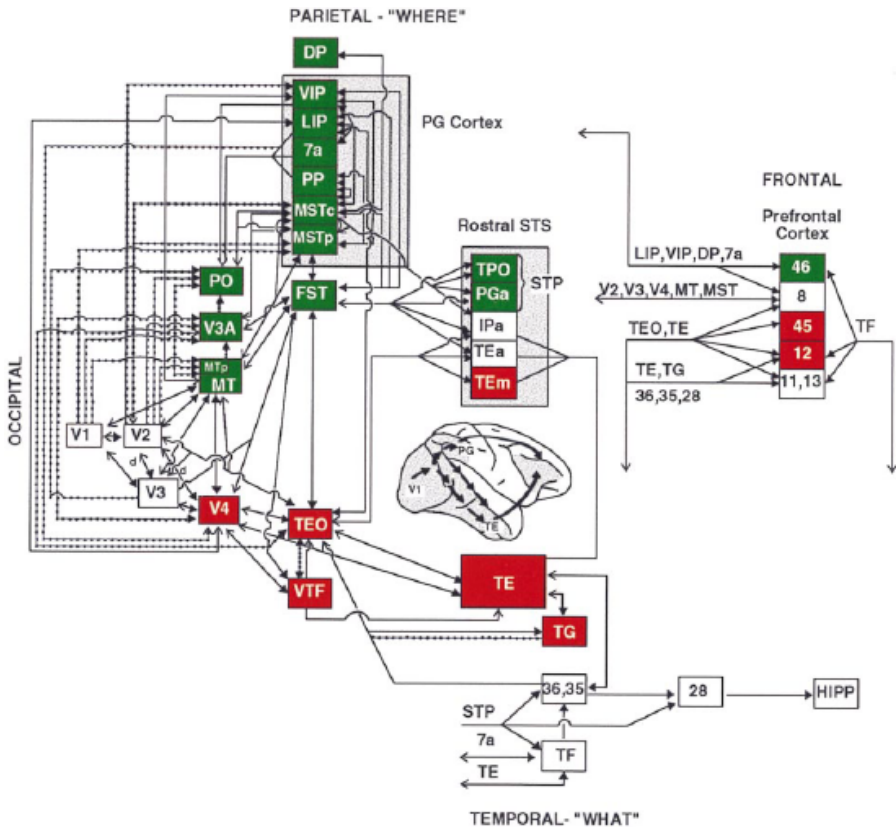 PARIETAL - "WHERE"
DP
VIP
LIP
7a
PP
MSTc
MSTp
PG Cortex
FRONTAL
Prefrontal
Cortex
LIP,VIP,DP,7a
46
V2,V3,V4,MT,MST
8
TEO,TE
45
12
TE,TG
36,35,28
11,13
TF
Rostral STS
TPO
PGa
STP
IPa
TEa
TEm
PO
FST
V3A
MTp
MT
OCCIPITAL
V1
V2
d
d
V3
V4
TEO
VTF
PG
V1
TE
TE
TG
36,35
28
HIPP
STP
7a
TF
TE
TEMPORAL- "WHAT"